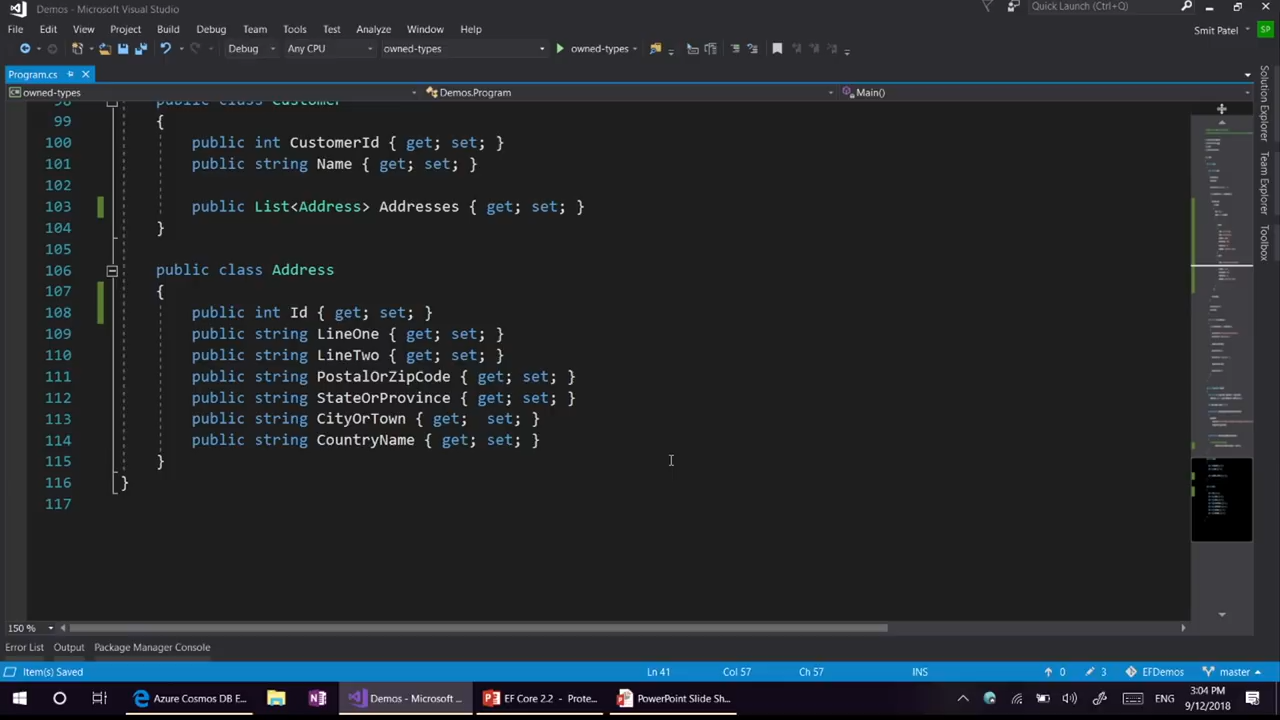 Demos - Microsoft Visual Studio
Quick Launch (Ctrl+Q)
File Edit View Project Build Debug Team Tools Test Analyze Window Help
Smit Patel SP
Debug Any CPU owned-types owned-types
Program.cs
owned-types Demos.Program Main()
98 public class Customer
99 {
100 public int CustomerId { get; set; }
101 public string Name { get; set; }
102
103 public List<Address> Addresses { get; set; }
104 }
105
106 public class Address
107 {
108 public int Id { get; set; }
109 public string LineOne { get; set; }
110 public string LineTwo { get; set; }
111 public string PostalOrZipCode { get; set; }
112 public string StateOrProvince { get; set; }
113 public string CityOrTown { get; set; }
114 public string CountryName { get; set; }
115 }
116 }
117
Solution Explorer
Team Explorer
Toolbox
150 %
Error List Output Package Manager Console
Item(s) Saved Ln 41 Col 57 Ch 57 INS 0 3 EFDemos master
Azure Cosmos DB E... Demos - Microsoft ... EF Core 2.2 - Prote... PowerPoint Slide Sh... ENG 3:04 PM
9/12/2018